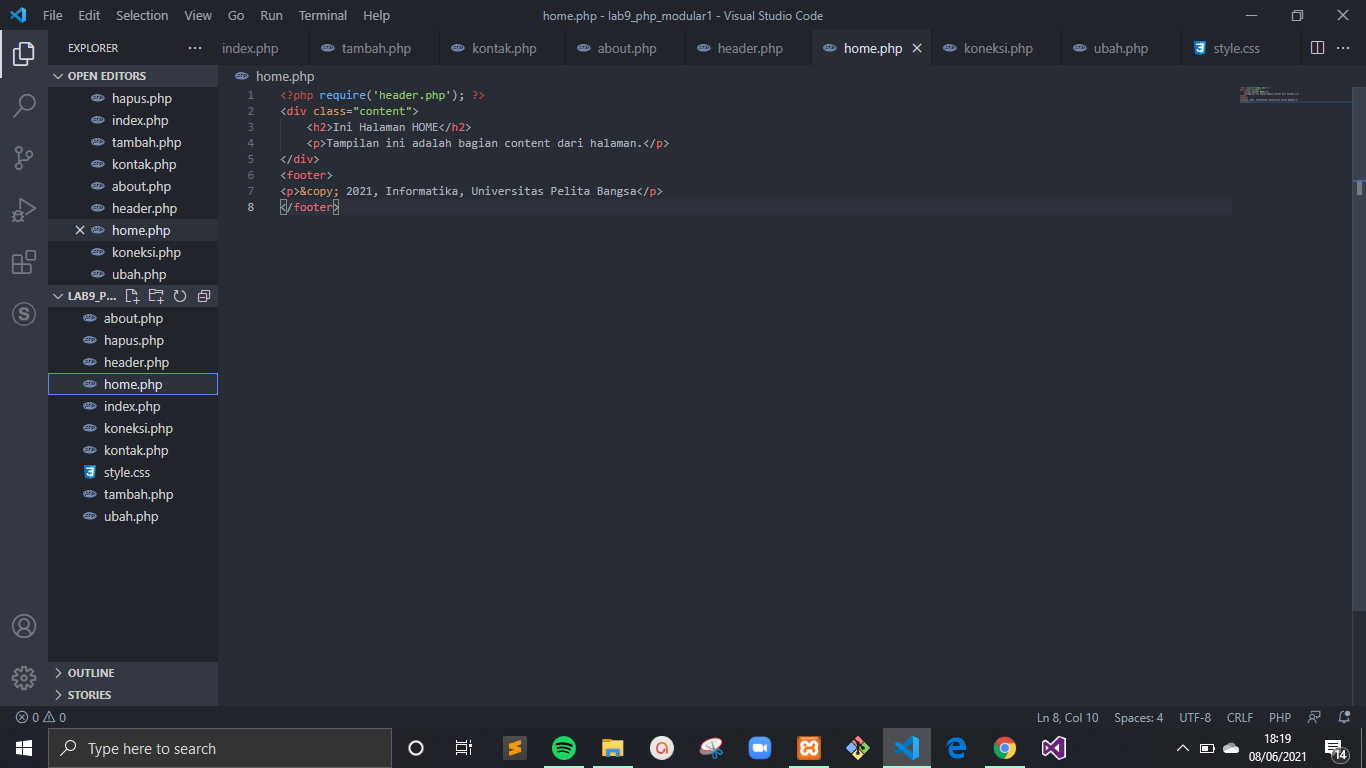 File Edit Selection View Go Run Terminal Help home.php - lab9_php_modular1 - Visual Studio Code
EXPLORER
index.php tambah.php kontak.php about.php header.php home.php koneksi.php ubah.php style.css
OPEN EDITORS
hapus.php
index.php
tambah.php
kontak.php
about.php
header.php
home.php
koneksi.php
ubah.php
LAB9_P...
about.php
hapus.php
header.php
home.php
index.php
koneksi.php
kontak.php
style.css
tambah.php
ubah.php
OUTLINE
STORIES
home.php
1 <?php require('header.php'); ?>
2 <div class="content">
3 <h2>Ini Halaman HOME</h2>
4 <p>Tampilan ini adalah bagian content dari halaman.</p>
5 </div>
6 <footer>
7 <p>&copy; 2021, Informatika, Universitas Pelita Bangsa</p>
8 </footer>
0 0 Ln 8, Col 10 Spaces: 4 UTF-8 CRLF PHP
Type here to search
18:19
08/06/2021
14